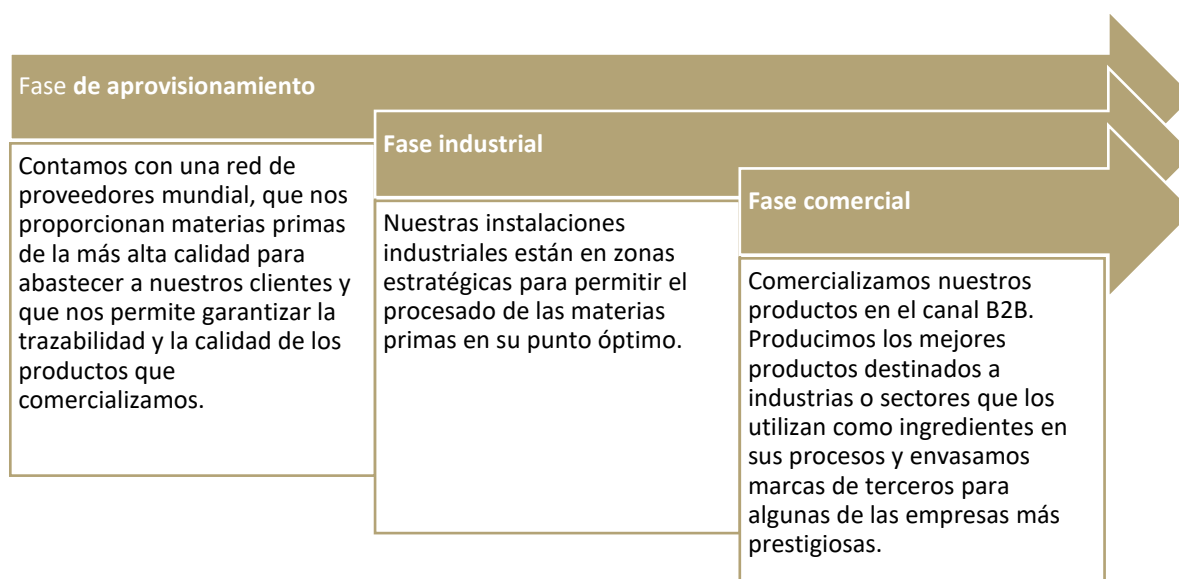 Fase de aprovisionamiento
Contamos con una red de
proveedores mundial, que nos
proporcionan materias primas
de la más alta calidad para
abastecer a nuestros clientes y
que nos permite garantizar la
trazabilidad y la calidad de los
productos que
comercializamos.
Fase industrial
Nuestras instalaciones
industriales están en zonas
estratégicas para permitir el
procesado de las materias
primas en su punto óptimo.
Fase comercial
Comercializamos nuestros
productos en el canal B2B.
Producimos los mejores
productos destinados a
industrias o sectores que los
utilizan como ingredientes en
sus procesos y envasamos
marcas de terceros para
algunas de las empresas más
prestigiosas.